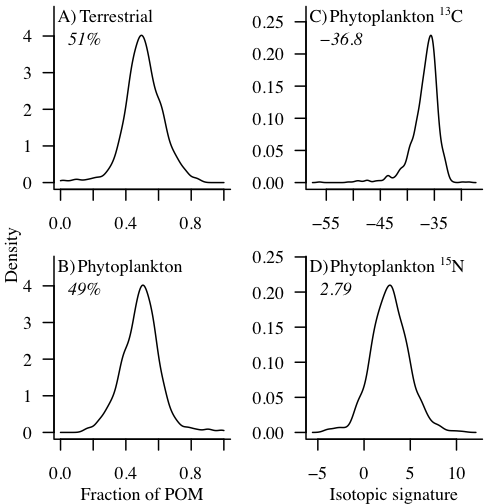 A) Terrestrial
51%
4
3
2
1
0
0.0 0.4 0.8
C) Phytoplankton ¹³C
−36.8
0.25
0.20
0.15
0.10
0.05
0.00
−55 −45 −35
Density
B) Phytoplankton
49%
4
3
2
1
0
0.0 0.4 0.8
Fraction of POM
D) Phytoplankton ¹⁵N
2.79
0.25
0.20
0.15
0.10
0.05
0.00
−5 0 5 10
Isotopic signature